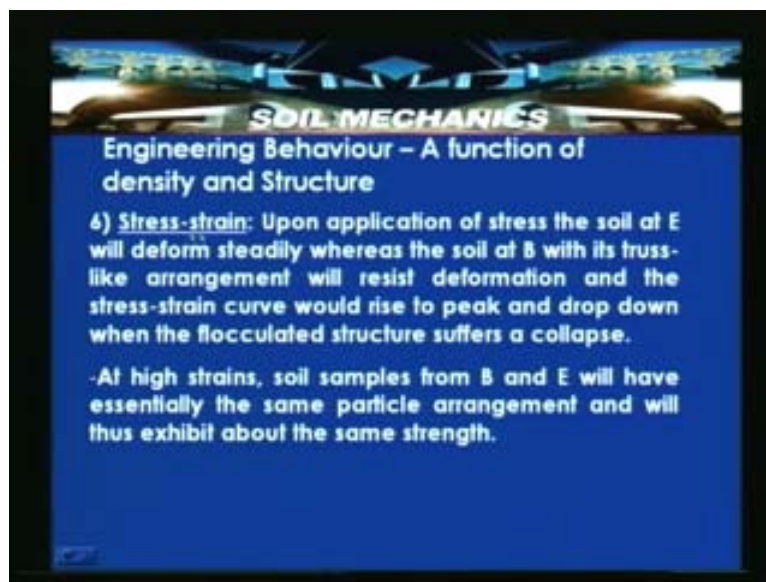 SOIL MECHANICS
Engineering Behaviour – A function of
density and Structure
6) Stress-strain: Upon application of stress the soil at E
will deform steadily whereas the soil at B with its truss-
like arrangement will resist deformation and the
stress-strain curve would rise to peak and drop down
when the flocculated structure suffers a collapse.
-At high strains, soil samples from B and E will have
essentially the same particle arrangement and will
thus exhibit about the same strength.